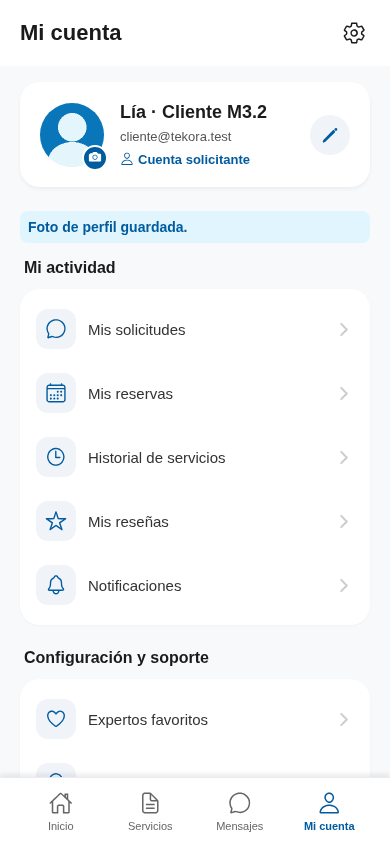 Mi cuenta
Lía · Cliente M3.2
cliente@tekora.test
Cuenta solicitante
Foto de perfil guardada.
Mi actividad
Mis solicitudes
Mis reservas
Historial de servicios
Mis reseñas
Notificaciones
Configuración y soporte
Expertos favoritos
Inicio
Servicios
Mensajes
Mi cuenta